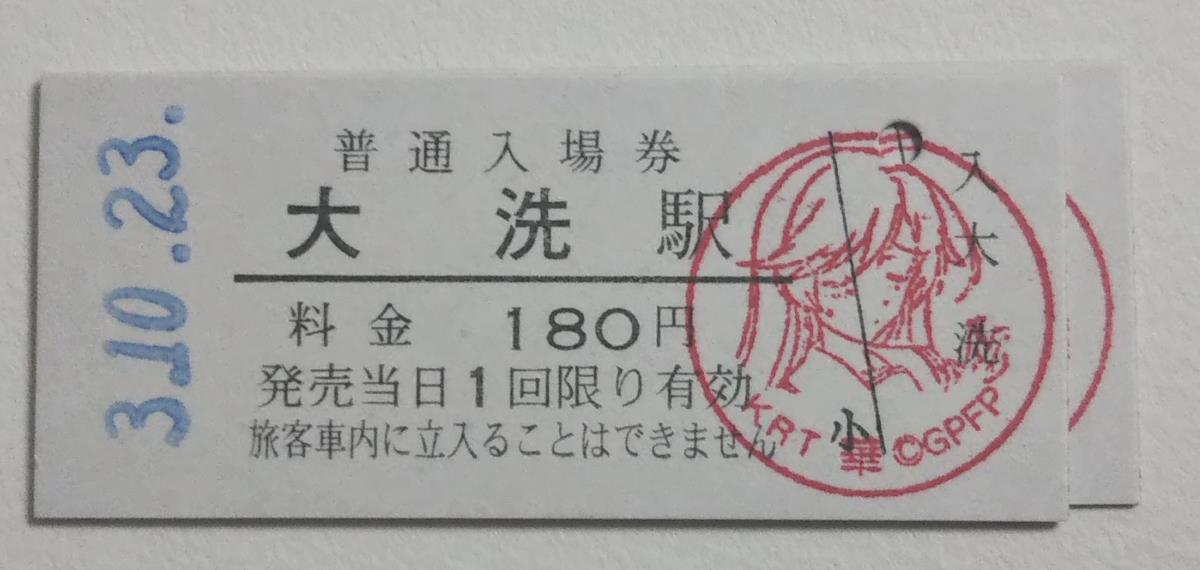 3.10.23.
普通入場券
大洗駅
料金 180円
発売当日1回限り有効
旅客車内に立入ることはできません
入
大
洗
小
KRT 華 ©GPFP